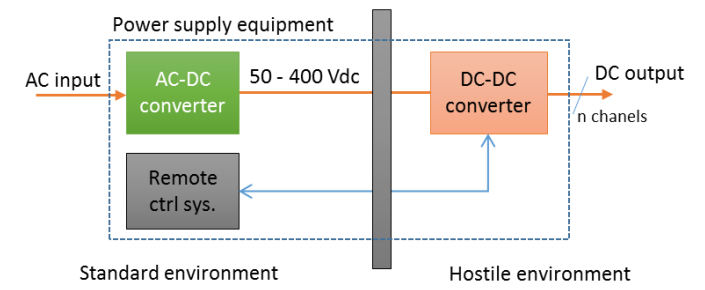 Power supply equipment
AC input
AC-DC
converter
50 - 400 Vdc
DC-DC
converter
DC output
n chanels
Remote
ctrl sys.
Standard environment
Hostile environment